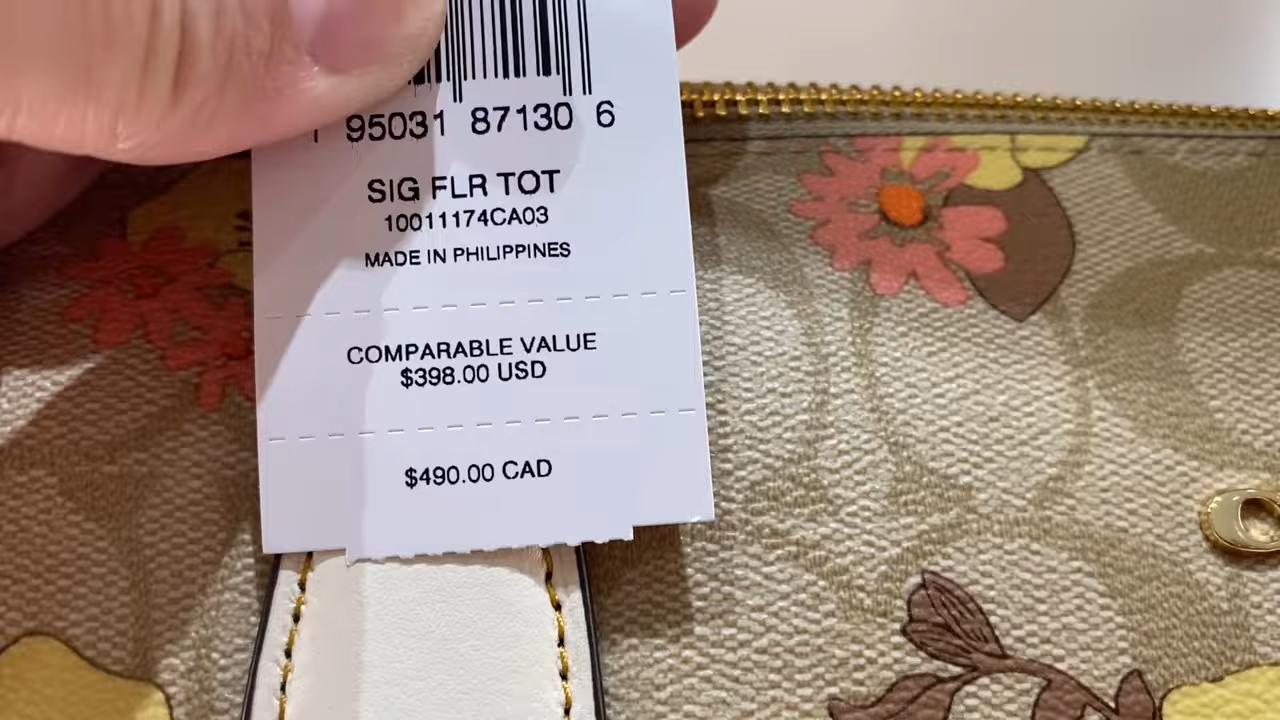 95031 87130 6
SIG FLR TOT
10011174CA03
MADE IN PHILIPPINES
COMPARABLE VALUE
$398.00 USD
$490.00 CAD